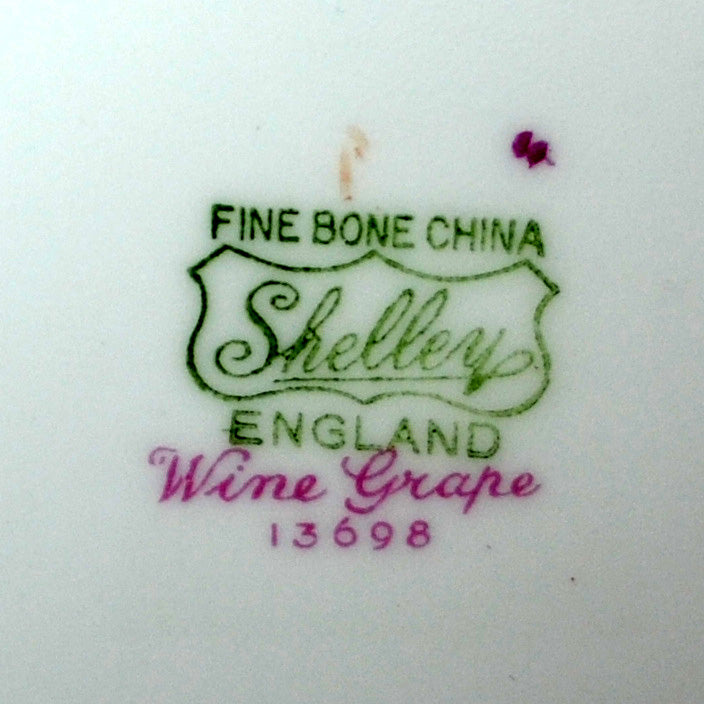 FINE BONE CHINA
Shelley
ENGLAND
Wine Grape
13698